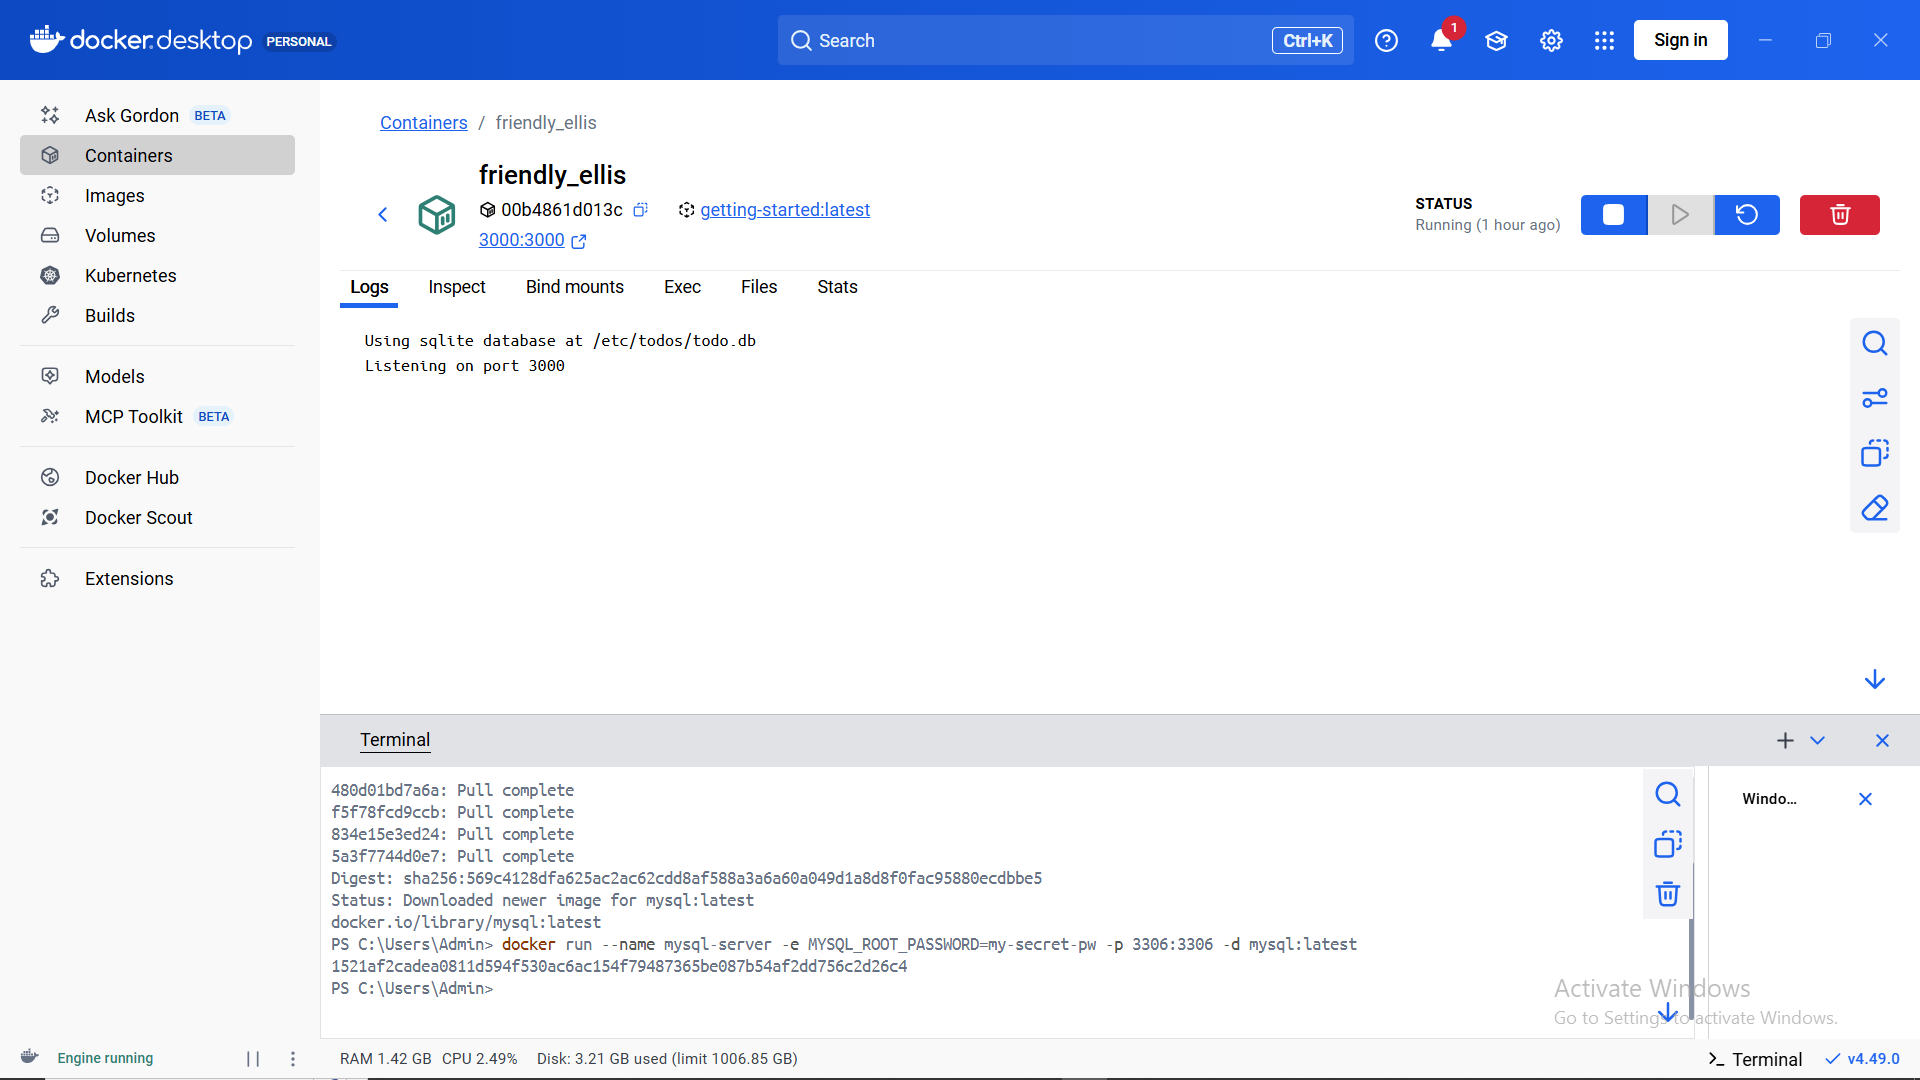 docker.desktop PERSONAL
Search
Ctrl+K
1
Sign in
Ask Gordon BETA
Containers
Images
Volumes
Kubernetes
Builds
Models
MCP Toolkit BETA
Docker Hub
Docker Scout
Extensions
Containers / friendly_ellis
friendly_ellis
00b4861d013c getting-started:latest
3000:3000
STATUS
Running (1 hour ago)
Logs Inspect Bind mounts Exec Files Stats
Using sqlite database at /etc/todos/todo.db
Listening on port 3000
Terminal
480d01bd7a6a: Pull complete
f5f78fcd9ccb: Pull complete
834e15e3ed24: Pull complete
5a3f7744d0e7: Pull complete
Digest: sha256:569c4128dfa625ac2ac62cdd8af588a3a6a60a049d1a8d8f0fac95880ecdbbe5
Status: Downloaded newer image for mysql:latest
docker.io/library/mysql:latest
PS C:\Users\Admin> docker run --name mysql-server -e MYSQL_ROOT_PASSWORD=my-secret-pw -p 3306:3306 -d mysql:latest
1521af2cadea0811d594f530ac6ac154f79487365be087b54af2dd756c2d26c4
PS C:\Users\Admin>
Windo...
Activate Windows
Go to Settings to activate Windows.
Engine running
RAM 1.42 GB CPU 2.49% Disk: 3.21 GB used (limit 1006.85 GB)
Terminal
v4.49.0